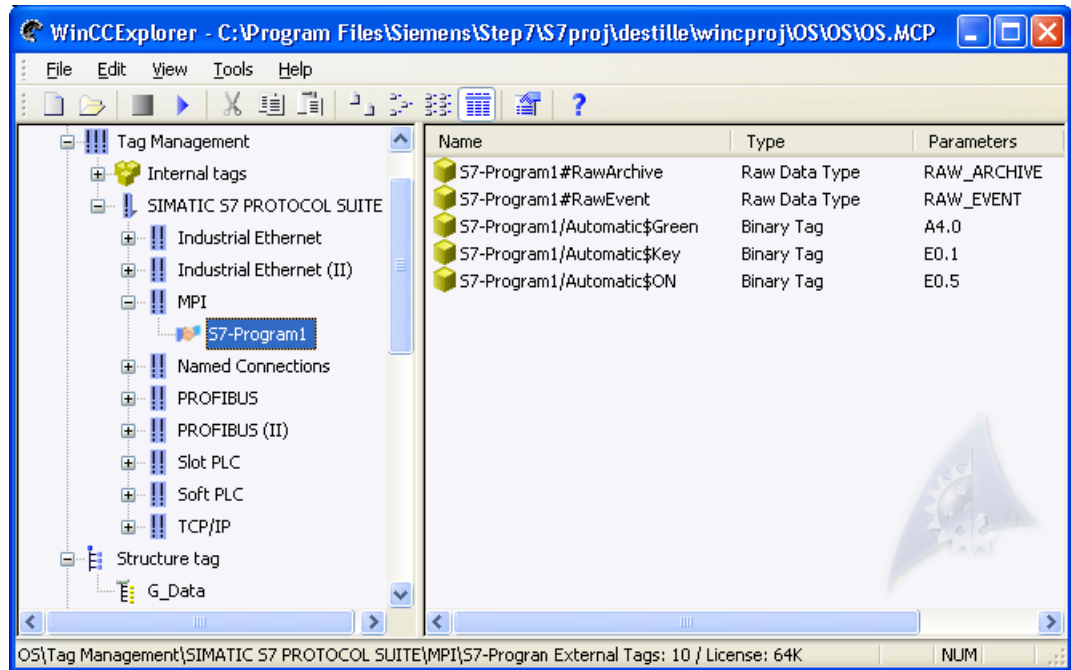 WinCCExplorer - C:\Program Files\Siemens\Step7\S7proj\destille\wincproj\OS\OS\OS.MCP
File Edit View Tools Help
Tag Management
Internal tags
SIMATIC S7 PROTOCOL SUITE
Industrial Ethernet
Industrial Ethernet (II)
MPI
S7-Program1
Named Connections
PROFIBUS
PROFIBUS (II)
Slot PLC
Soft PLC
TCP/IP
Structure tag
G_Data
Name Type Parameters
S7-Program1#RawArchive Raw Data Type RAW_ARCHIVE
S7-Program1#RawEvent Raw Data Type RAW_EVENT
S7-Program1/Automatic$Green Binary Tag A4.0
S7-Program1/Automatic$Key Binary Tag E0.1
S7-Program1/Automatic$ON Binary Tag E0.5
OS\Tag Management\SIMATIC S7 PROTOCOL SUITE\MPI\S7-Progran External Tags: 10 / License: 64K NUM